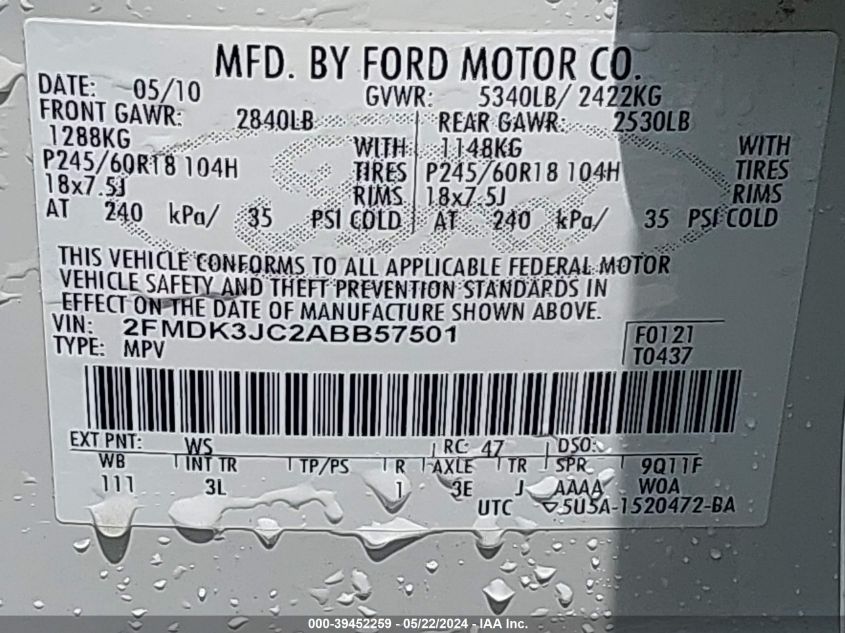 MFD. BY FORD MOTOR CO.
DATE: 05/10 GVWR: 5340LB/ 2422KG
FRONT GAWR: 2840LB REAR GAWR: 2530LB
1288KG WITH 1148KG WITH
P245/60R18 104H TIRES P245/60R18 104H TIRES
18x7.5J RIMS 18x7.5J RIMS
AT 240 kPa/ 35 PSI COLD AT 240 kPa/ 35 PSI COLD
THIS VEHICLE CONFORMS TO ALL APPLICABLE FEDERAL MOTOR
VEHICLE SAFETY AND THEFT PREVENTION STANDARDS IN
EFFECT ON THE DATE OF MANUFACTURE SHOWN ABOVE.
VIN: 2FMDK3JC2ABB57501 F0121
TYPE: MPV T0437
EXT PNT: WS RC: 47 DSO:
WB INT TR TP/PS R AXLE TR SPR 9Q11F
111 3L 1 3E J AAAA W0A
UTC 5U5A-1520472-BA
000-39452259 - 05/22/2024 - IAA Inc.